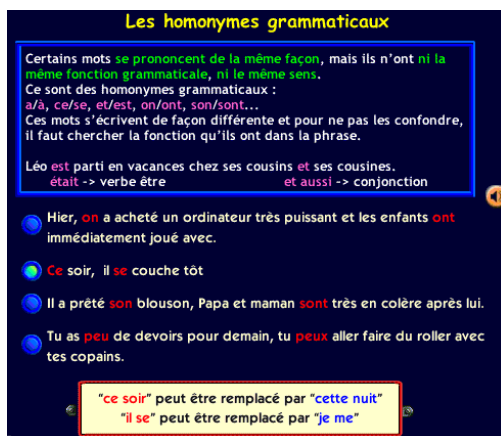 Les homonymes grammaticaux
Certains mots se prononcent de la même façon, mais ils n'ont ni la
même fonction grammaticale, ni le même sens.
Ce sont des homonymes grammaticaux :
a/à, ce/se, et/est, on/ont, son/sont...
Ces mots s'écrivent de façon différente et pour ne pas les confondre,
il faut chercher la fonction qu'ils ont dans la phrase.
Léo est parti en vacances chez ses cousins et ses cousines.
était -> verbe être et aussi -> conjonction
Hier, on a acheté un ordinateur très puissant et les enfants ont
immédiatement joué avec.
Ce soir, il se couche tôt
Il a prêté son blouson, Papa et maman sont très en colère après lui.
Tu as peu de devoirs pour demain, tu peux aller faire du roller avec
tes copains.
"ce soir" peut être remplacé par "cette nuit"
"il se" peut être remplacé par "je me"